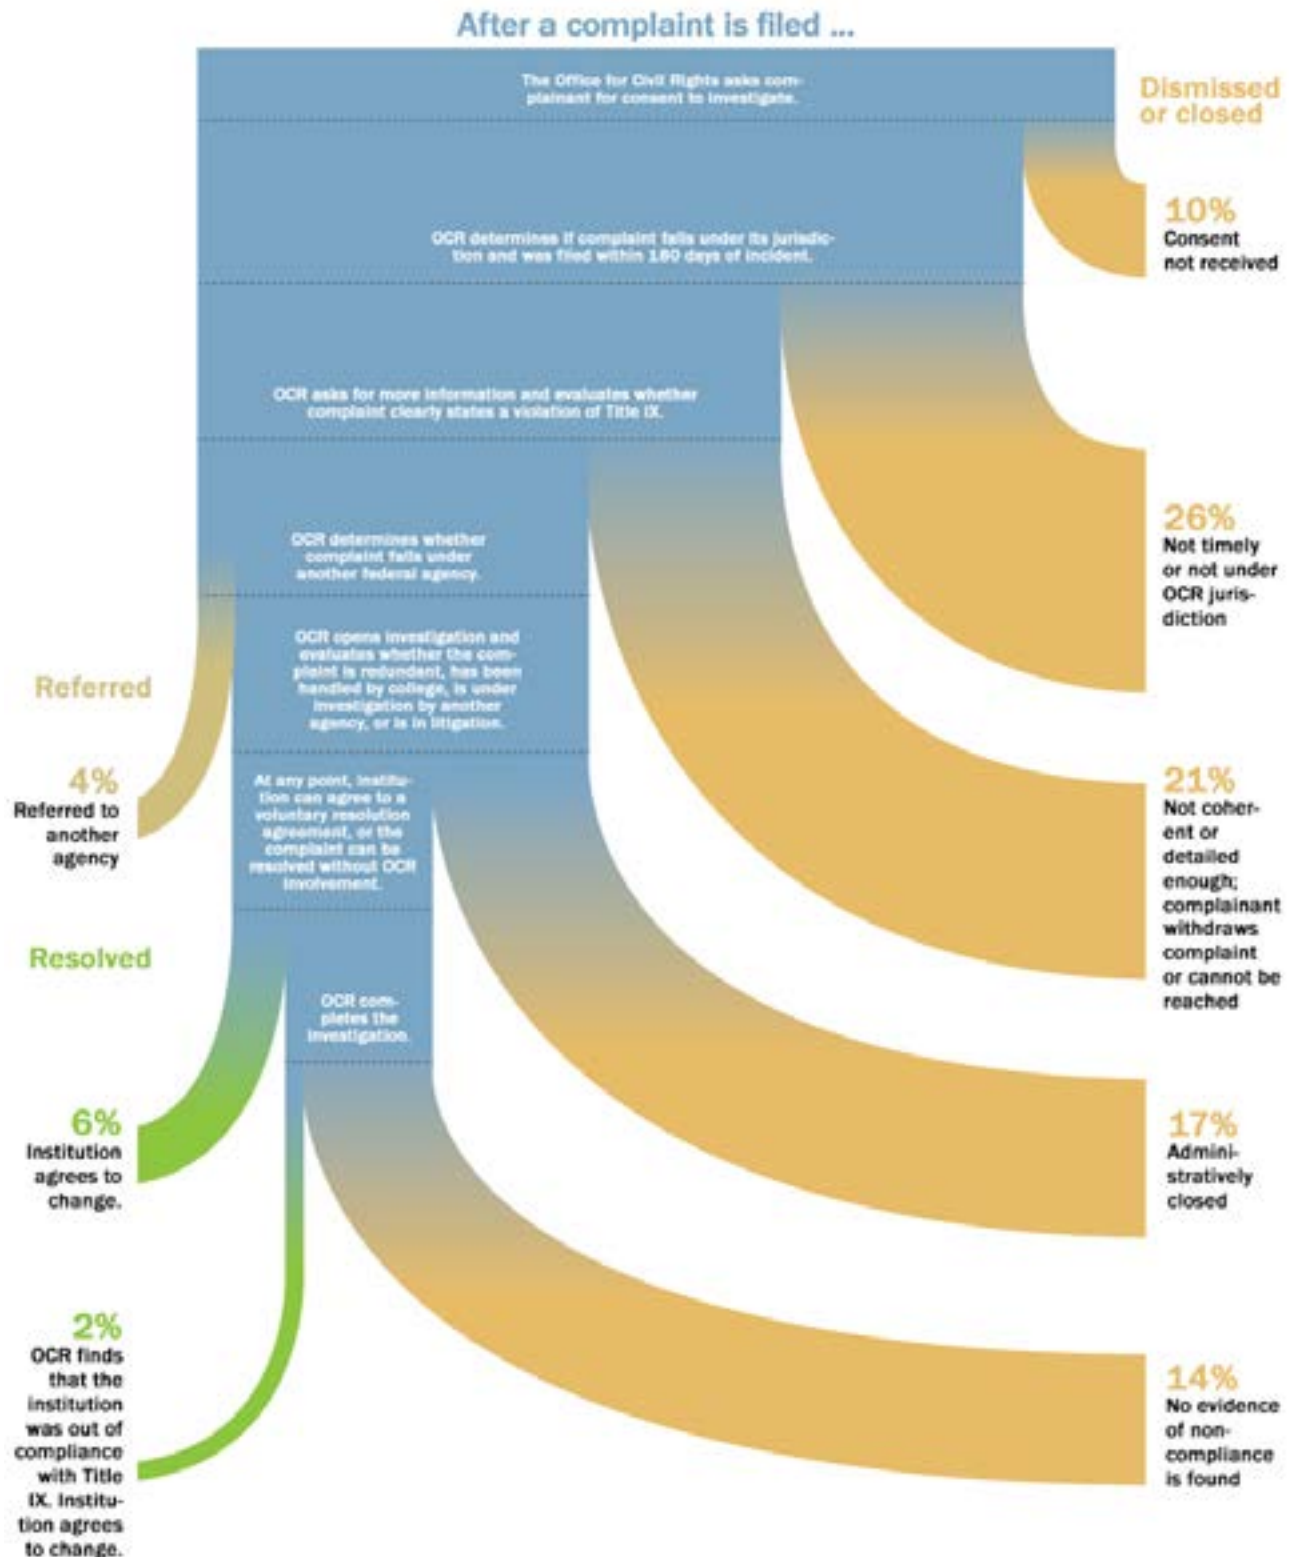 After a complaint is filed ...
The Office for Civil Rights asks com-
plainant for consent to investigate.
Dismissed
or closed
10%
Consent
not received
OCR determines if complaint falls under its jurisdic-
tion and was filed within 180 days of incident.
OCR asks for more information and evaluates whether
complaint clearly states a violation of Title IX.
26%
Not timely
or not under
OCR juris-
diction
OCR determines whether
complaint falls under
another federal agency.
OCR opens investigation and
evaluates whether the com-
plaint is redundant, has been
handled by college, is under
investigation by another
agency, or is in litigation.
Referred
4%
Referred to
another
agency
At any point, institu-
tion can agree to a
voluntary resolution
agreement, or the
complaint can be
resolved without OCR
involvement.
21%
Not coher-
ent or
detailed
enough;
complainant
withdraws
complaint
or cannot be
reached
Resolved
OCR com-
pletes the
investigation.
6%
Institution
agrees to
change.
17%
Admini-
stratively
closed
2%
OCR finds
that the
institution
was out of
compliance
with Title
IX. Institu-
tion agrees
to change.
14%
No evidence
of non-
compliance
is found